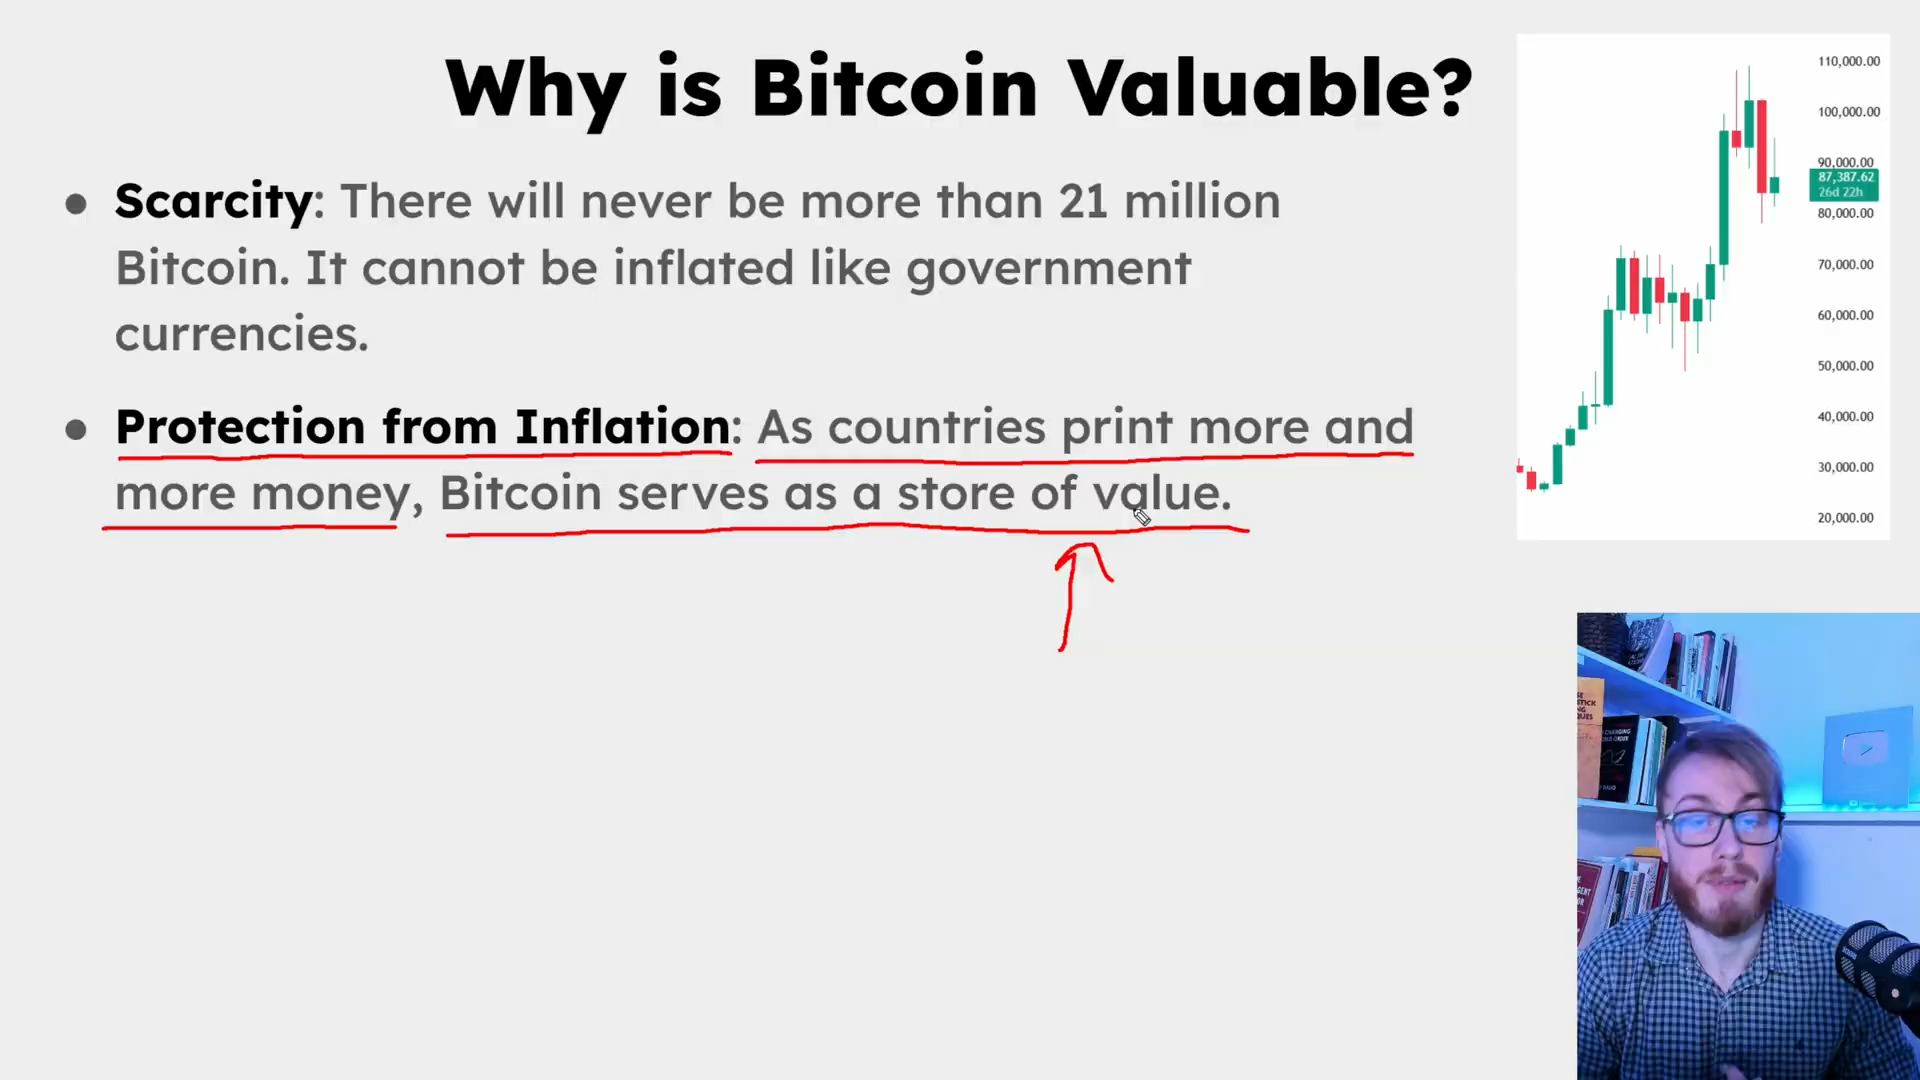 Why is Bitcoin Valuable?
● Scarcity: There will never be more than 21 million
Bitcoin. It cannot be inflated like government
currencies.
● Protection from Inflation: As countries print more and
more money, Bitcoin serves as a store of value.
110,000.00
100,000.00
90,000.00
87,387.62
26d 22h
80,000.00
70,000.00
60,000.00
50,000.00
40,000.00
30,000.00
20,000.00